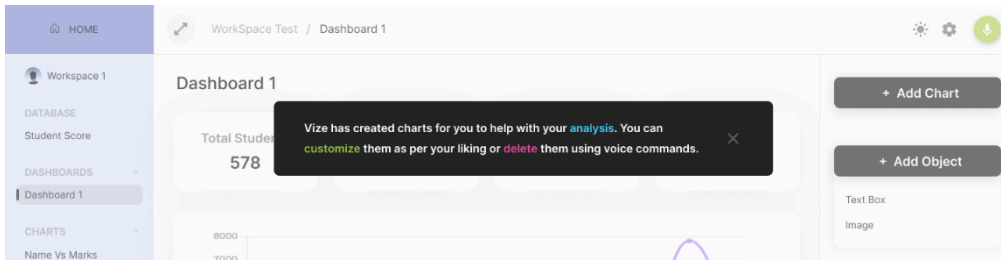 HOME
WorkSpace Test / Dashboard 1
Workspace 1
DATABASE
Student Score
DASHBOARDS
Dashboard 1
CHARTS
Name Vs Marks
Dashboard 1
Total Studen
578
Vize has created charts for you to help with your analysis. You can
customize them as per your liking or delete them using voice commands.
8000
7000
+ Add Chart
+ Add Object
Text Box
Image